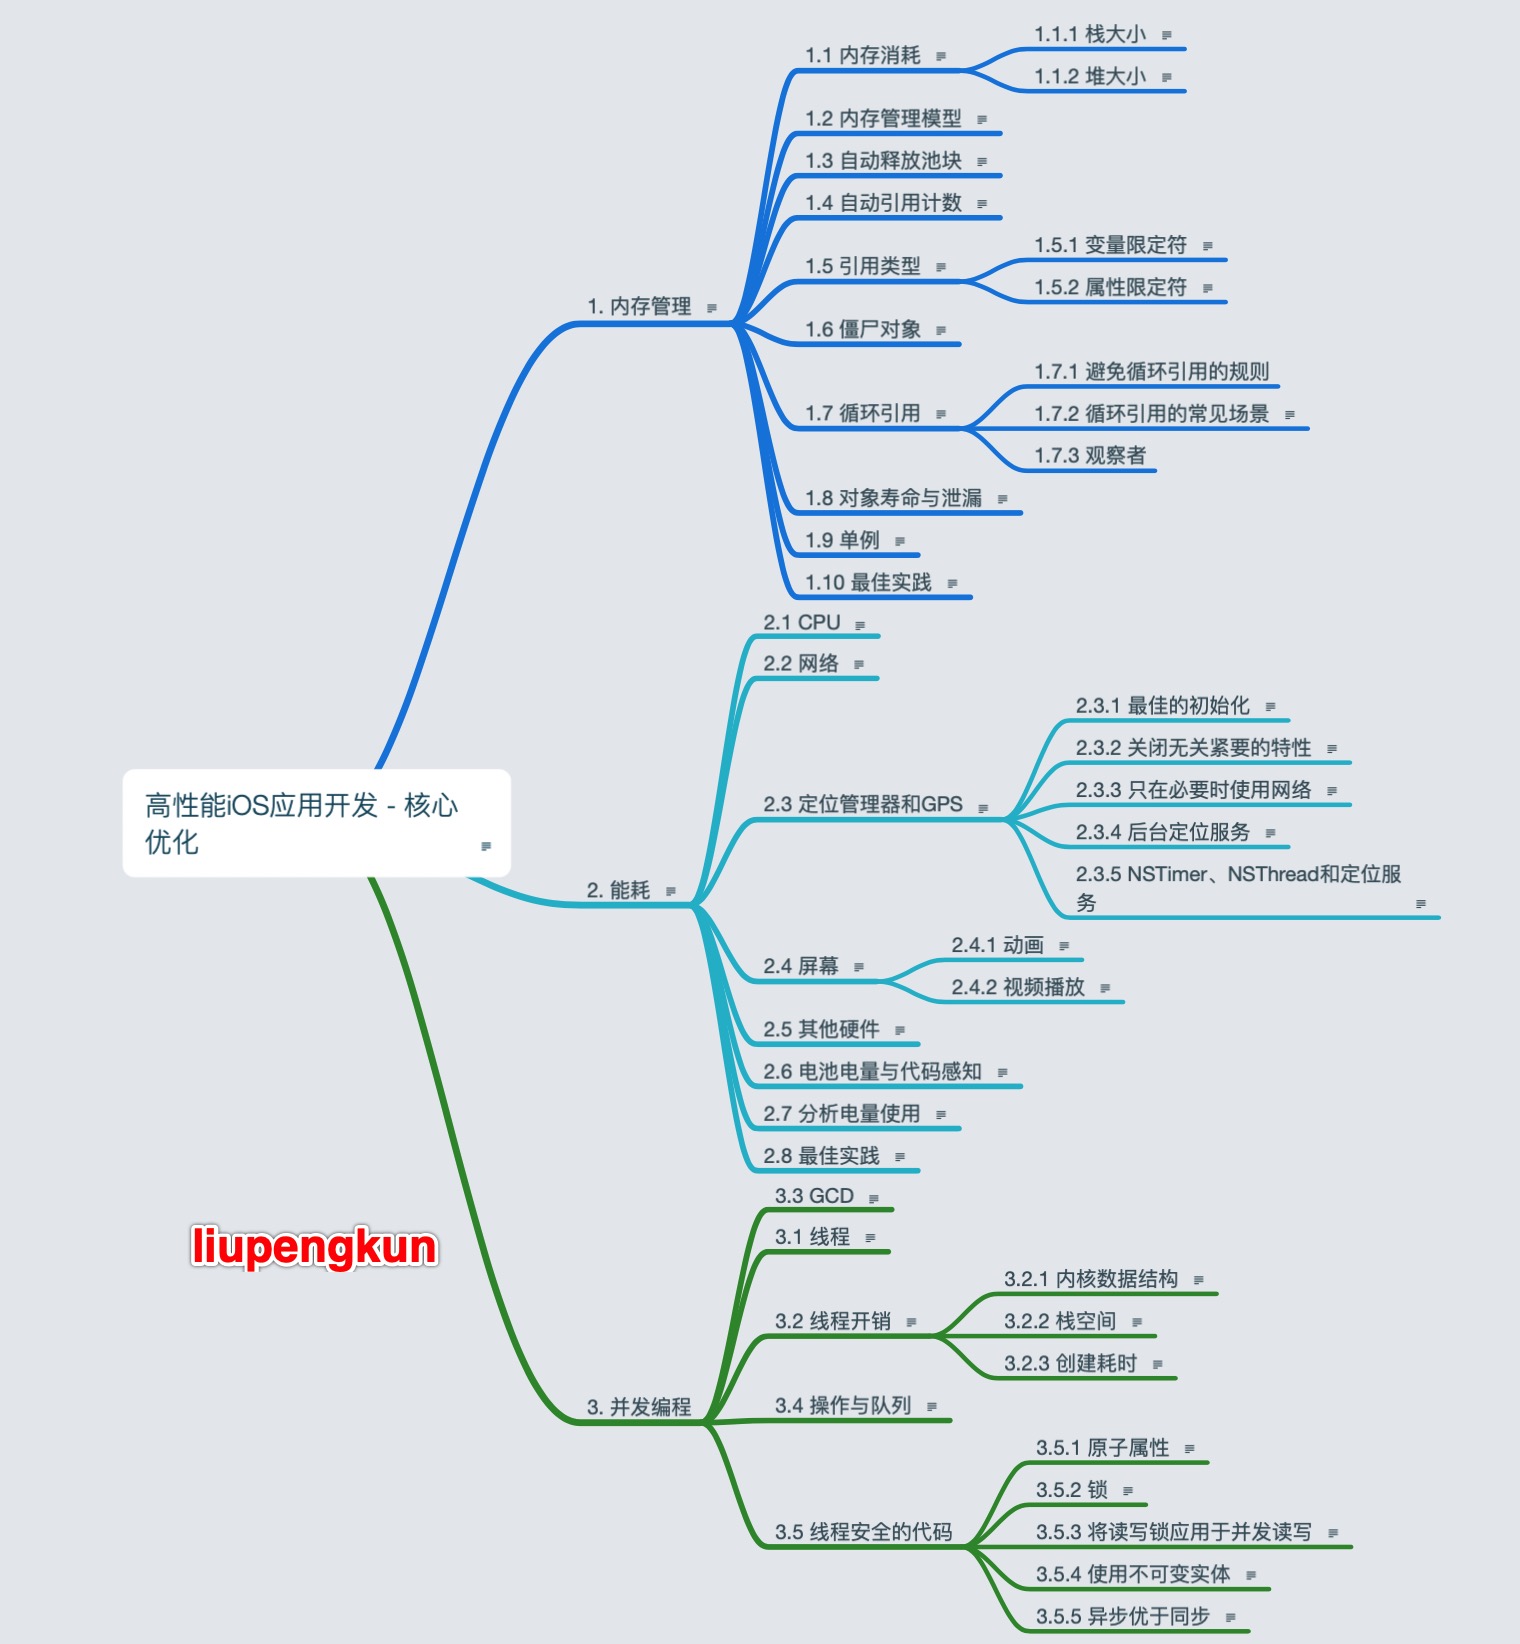 1.1.1 栈大小
1.1 内存消耗
1.1.2 堆大小
1.2 内存管理模型
1.3 自动释放池块
1.4 自动引用计数
1.5.1 变量限定符
1.5 引用类型
1.5.2 属性限定符
1. 内存管理
1.6 僵尸对象
1.7.1 避免循环引用的规则
1.7 循环引用
1.7.2 循环引用的常见场景
1.7.3 观察者
1.8 对象寿命与泄漏
1.9 单例
1.10 最佳实践
2.1 CPU
2.2 网络
2.3.1 最佳的初始化
2.3.2 关闭无关紧要的特性
2.3.3 只在必要时使用网络
2.3 定位管理器和GPS
2.3.4 后台定位服务
2.3.5 NSTimer、NSThread和定位服
务
高性能iOS应用开发 - 核心
优化
2. 能耗
2.4.1 动画
2.4 屏幕
2.4.2 视频播放
2.5 其他硬件
2.6 电池电量与代码感知
2.7 分析电量使用
2.8 最佳实践
3.3 GCD
3.1 线程
liupengkun
3.2.1 内核数据结构
3.2 线程开销
3.2.2 栈空间
3.2.3 创建耗时
3. 并发编程
3.4 操作与队列
3.5.1 原子属性
3.5.2 锁
3.5 线程安全的代码
3.5.3 将读写锁应用于并发读写
3.5.4 使用不可变实体
3.5.5 异步优于同步